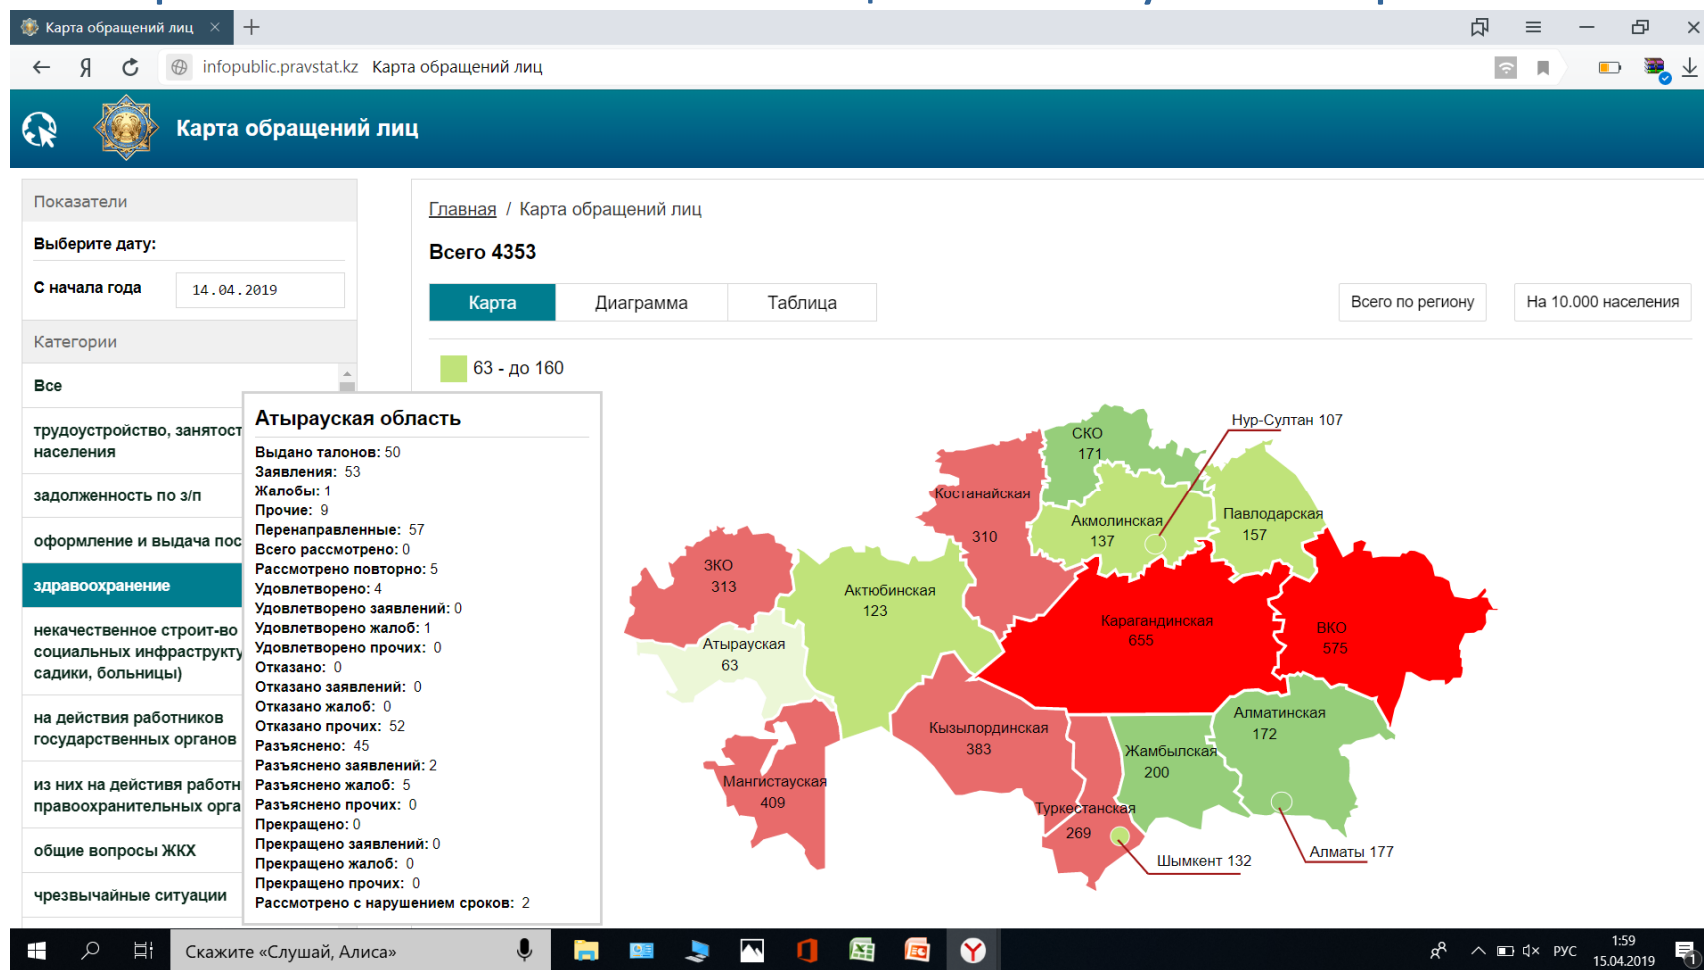 Карта обращений лиц
infopublic.pravstat.kz Карта обращений лиц
Карта обращений лиц
Показатели
Выберите дату:
С начала года 14.04.2019
Категории
Все
трудоустройство, занятост
населения
задолженность по з/п
оформление и выдача пос
здравоохранение
некачественное строит-во
социальных инфраструкту
садики, больницы)
на действия работников
государственных органов
из них на действия работн
правоохранительных орга
общие вопросы ЖКХ
чрезвычайные ситуации
Главная / Карта обращений лиц
Всего 4353
Карта Диаграмма Таблица
Всего по региону На 10.000 населения
63 - до 160
Атырауская область
Выдано талонов: 50
Заявления: 53
Жалобы: 1
Прочие: 9
Перенаправленные: 57
Всего рассмотрено: 0
Рассмотрено повторно: 5
Удовлетворено: 4
Удовлетворено заявлений: 0
Удовлетворено жалоб: 1
Удовлетворено прочих: 0
Отказано: 0
Отказано заявлений: 0
Отказано жалоб: 0
Отказано прочих: 52
Разъяснено: 45
Разъяснено заявлений: 2
Разъяснено жалоб: 5
Разъяснено прочих: 0
Прекращено: 0
Прекращено заявлений: 0
Прекращено жалоб: 0
Прекращено прочих: 0
Рассмотрено с нарушением сроков: 2
Нур-Султан 107
СКО
171
Костанайская
310
Акмолинская
137
Павлодарская
157
ЗКО
313
Актюбинская
123
Карагандинская
655
ВКО
575
Атырауская
63
Алматинская
172
Кызылординская
383
Жамбылская
200
Мангистауская
409
Туркестанская
269
Шымкент 132
Алматы 177
Скажите «Слушай, Алиса»
РУС
1:59
15.04.2019
1